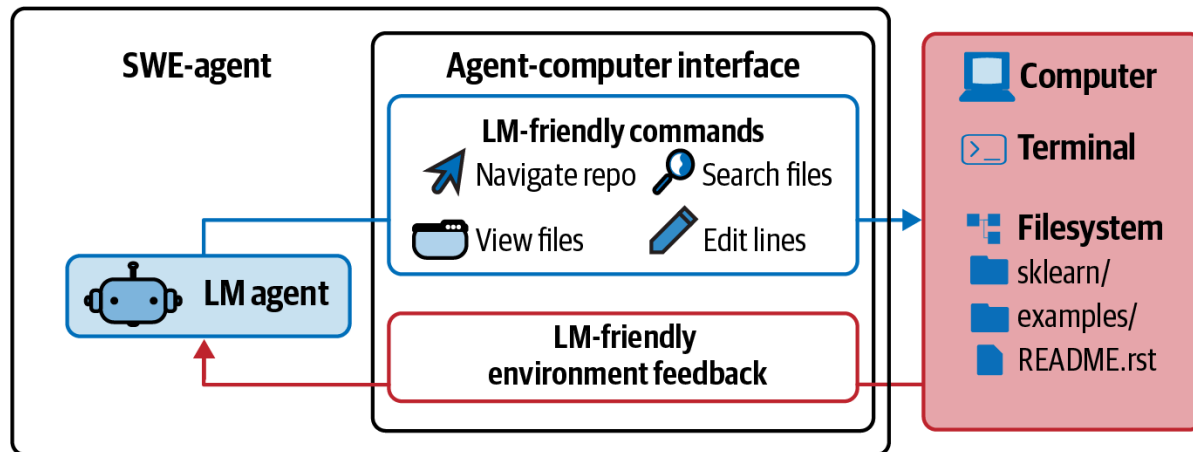 SWE-agent
Agent-computer interface
LM-friendly commands
Navigate repo
Search files
View files
Edit lines
LM agent
LM-friendly
environment feedback
Computer
>_ Terminal
Filesystem
sklearn/
examples/
README.rst